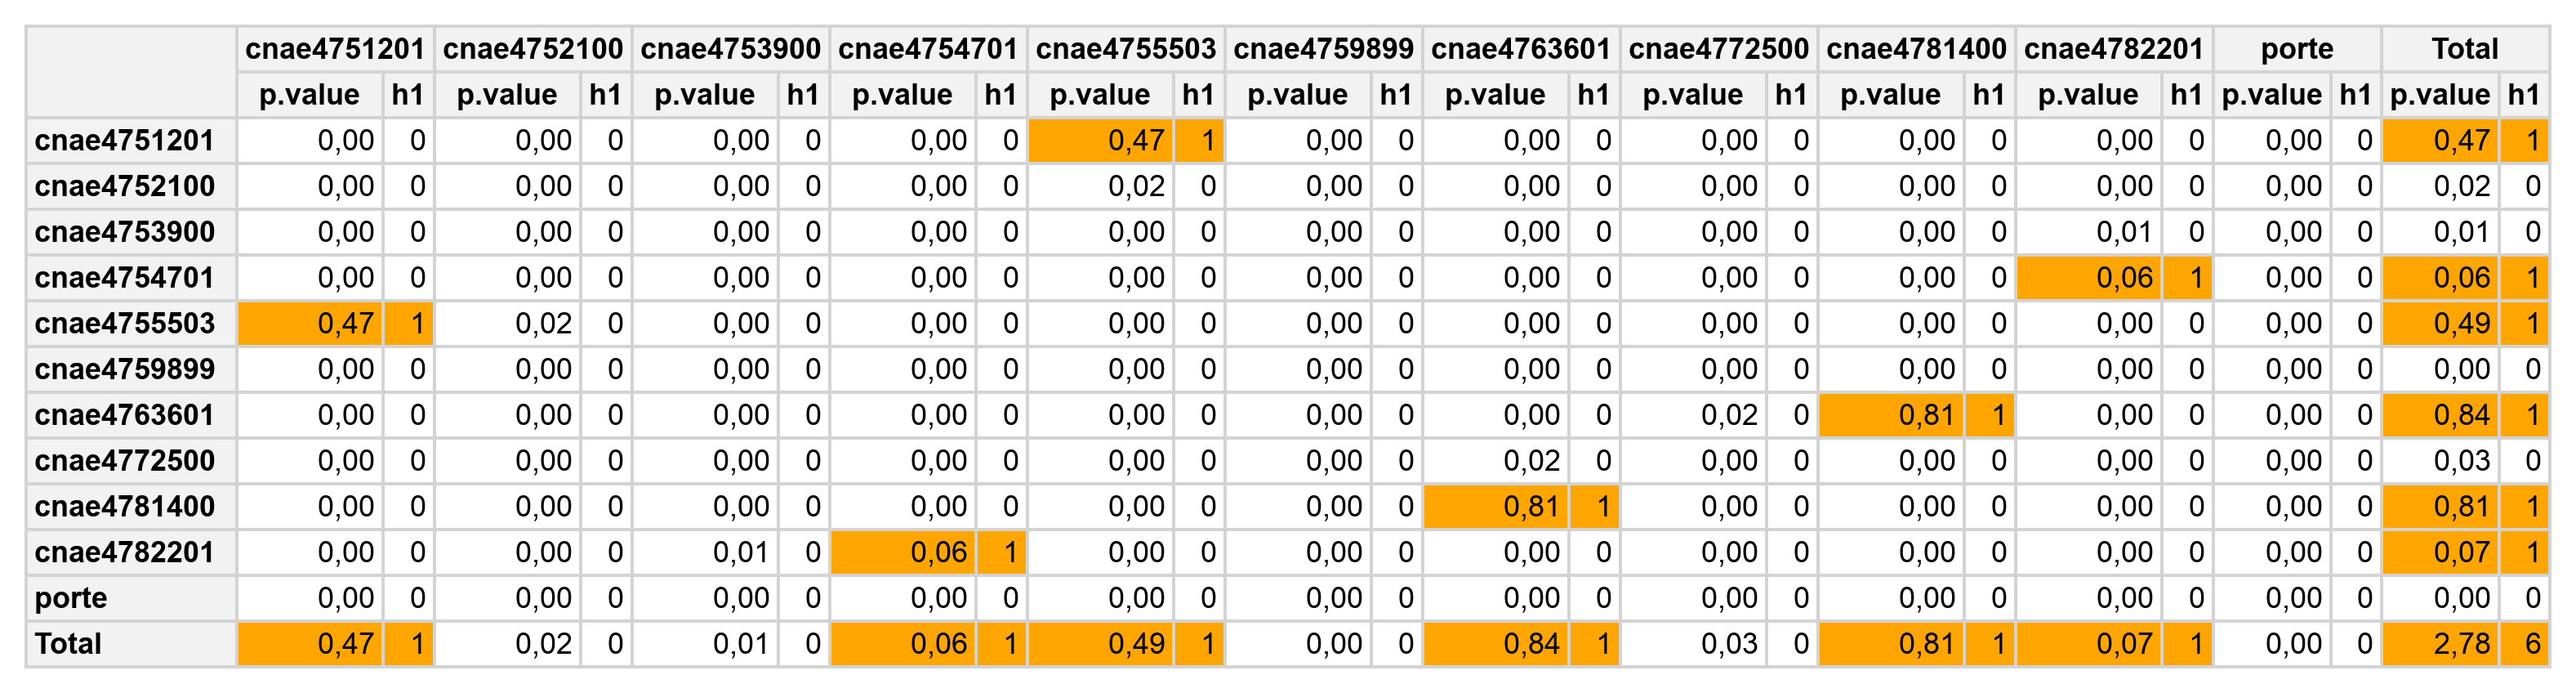 cnae4751201 cnae4752100 cnae4753900 cnae4754701 cnae4755503 cnae4759899 cnae4763601 cnae4772500 cnae4781400 cnae4782201 porte Total
p.value h1 p.value h1 p.value h1 p.value h1 p.value h1 p.value h1 p.value h1 p.value h1 p.value h1 p.value h1 p.value h1 p.value h1
cnae4751201 0,00 0 0,00 0 0,00 0 0,00 0 0,47 1 0,00 0 0,00 0 0,00 0 0,00 0 0,00 0 0,00 0 0,47 1
cnae4752100 0,00 0 0,00 0 0,00 0 0,00 0 0,02 0 0,00 0 0,00 0 0,00 0 0,00 0 0,00 0 0,00 0 0,02 0
cnae4753900 0,00 0 0,00 0 0,00 0 0,00 0 0,00 0 0,00 0 0,00 0 0,00 0 0,00 0 0,01 0 0,00 0 0,01 0
cnae4754701 0,00 0 0,00 0 0,00 0 0,00 0 0,00 0 0,00 0 0,00 0 0,00 0 0,00 0 0,06 1 0,00 0 0,06 1
cnae4755503 0,47 1 0,02 0 0,00 0 0,00 0 0,00 0 0,00 0 0,00 0 0,00 0 0,00 0 0,00 0 0,00 0 0,49 1
cnae4759899 0,00 0 0,00 0 0,00 0 0,00 0 0,00 0 0,00 0 0,00 0 0,00 0 0,00 0 0,00 0 0,00 0 0,00 0
cnae4763601 0,00 0 0,00 0 0,00 0 0,00 0 0,00 0 0,00 0 0,00 0 0,02 0 0,81 1 0,00 0 0,00 0 0,84 1
cnae4772500 0,00 0 0,00 0 0,00 0 0,00 0 0,00 0 0,00 0 0,02 0 0,00 0 0,00 0 0,00 0 0,00 0 0,03 0
cnae4781400 0,00 0 0,00 0 0,00 0 0,00 0 0,00 0 0,00 0 0,81 1 0,00 0 0,00 0 0,00 0 0,00 0 0,81 1
cnae4782201 0,00 0 0,00 0 0,01 0 0,06 1 0,00 0 0,00 0 0,00 0 0,00 0 0,00 0 0,00 0 0,00 0 0,07 1
porte 0,00 0 0,00 0 0,00 0 0,00 0 0,00 0 0,00 0 0,00 0 0,00 0 0,00 0 0,00 0 0,00 0 0,00 0
Total 0,47 1 0,02 0 0,01 0 0,06 1 0,49 1 0,00 0 0,84 1 0,03 0 0,81 1 0,07 1 0,00 0 2,78 6